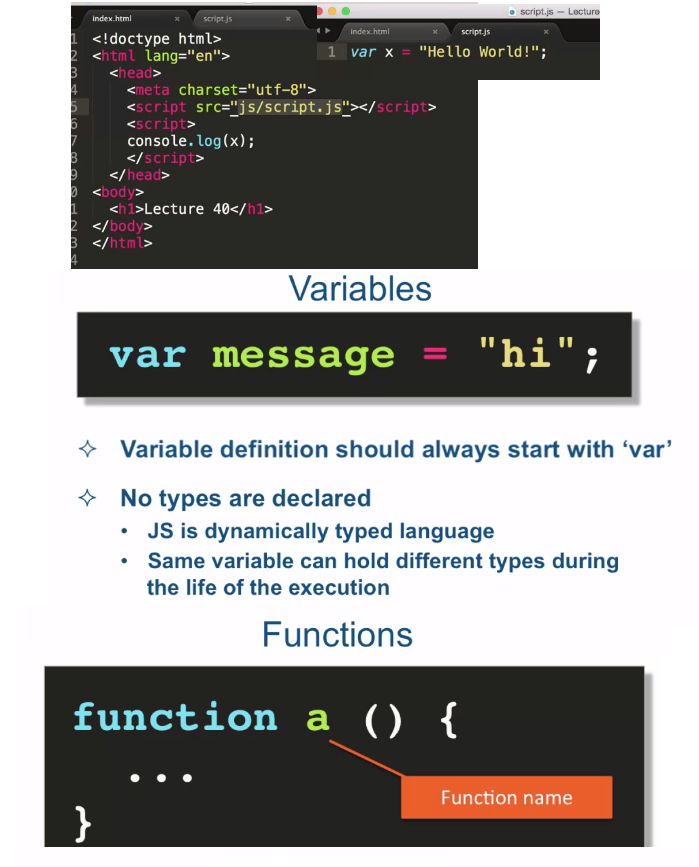 index.html × script.js ×
1 <!doctype html>
2 <html lang="en">
3 <head>
4 <meta charset="utf-8">
5 <script src="js/script.js"></script>
6 <script>
7 console.log(x);
8 </script>
9 </head>
0 <body>
1 <h1>Lecture 40</h1>
2 </body>
3 </html>
4
script.js — Lecture
index.html × script.js ×
1 var x = "Hello World!";
Variables
var message = "hi";
✧ Variable definition should always start with ‘var’
✧ No types are declared
• JS is dynamically typed language
• Same variable can hold different types during
the life of the execution
Functions
function a () {
...
Function name
}